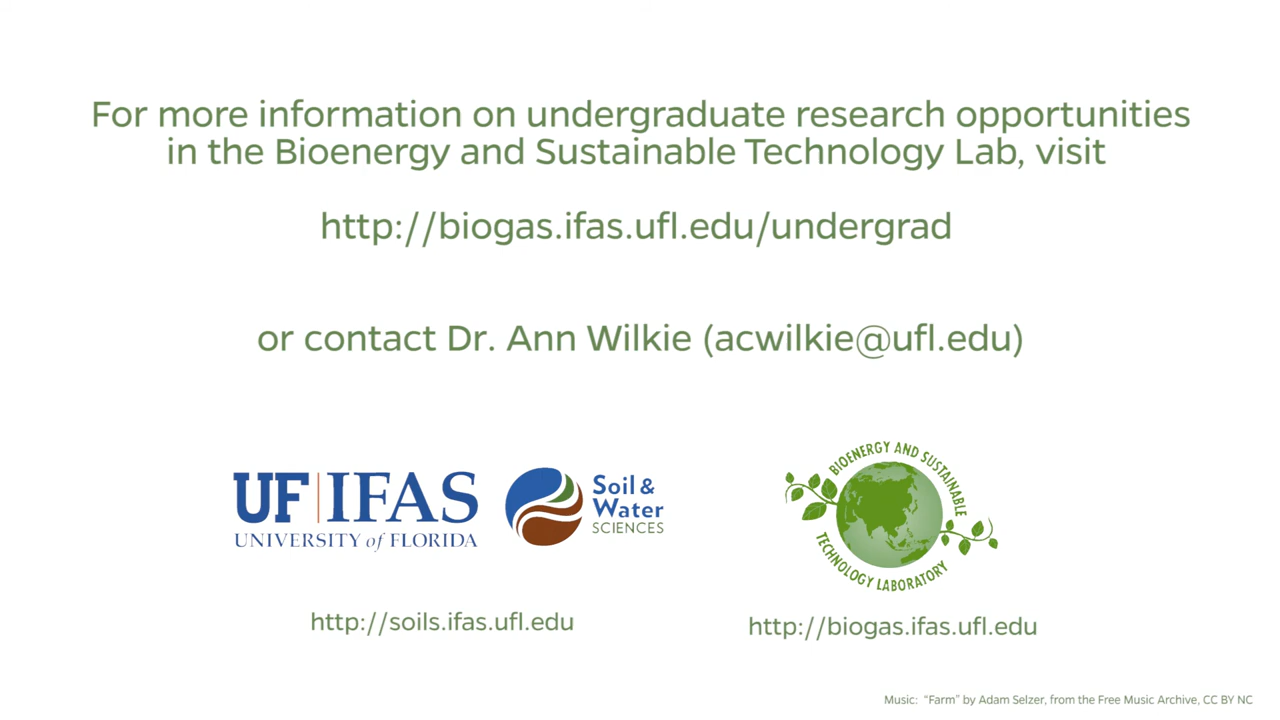 For more information on undergraduate research opportunities
in the Bioenergy and Sustainable Technology Lab, visit
http://biogas.ifas.ufl.edu/undergrad
or contact Dr. Ann Wilkie (acwilkie@ufl.edu)
UF | IFAS
UNIVERSITY of FLORIDA
Soil &
Water
SCIENCES
BIOENERGY AND SUSTAINABLE
TECHNOLOGY LABORATORY
http://soils.ifas.ufl.edu
http://biogas.ifas.ufl.edu
Music: “Farm” by Adam Selzer, from the Free Music Archive, CC BY NC